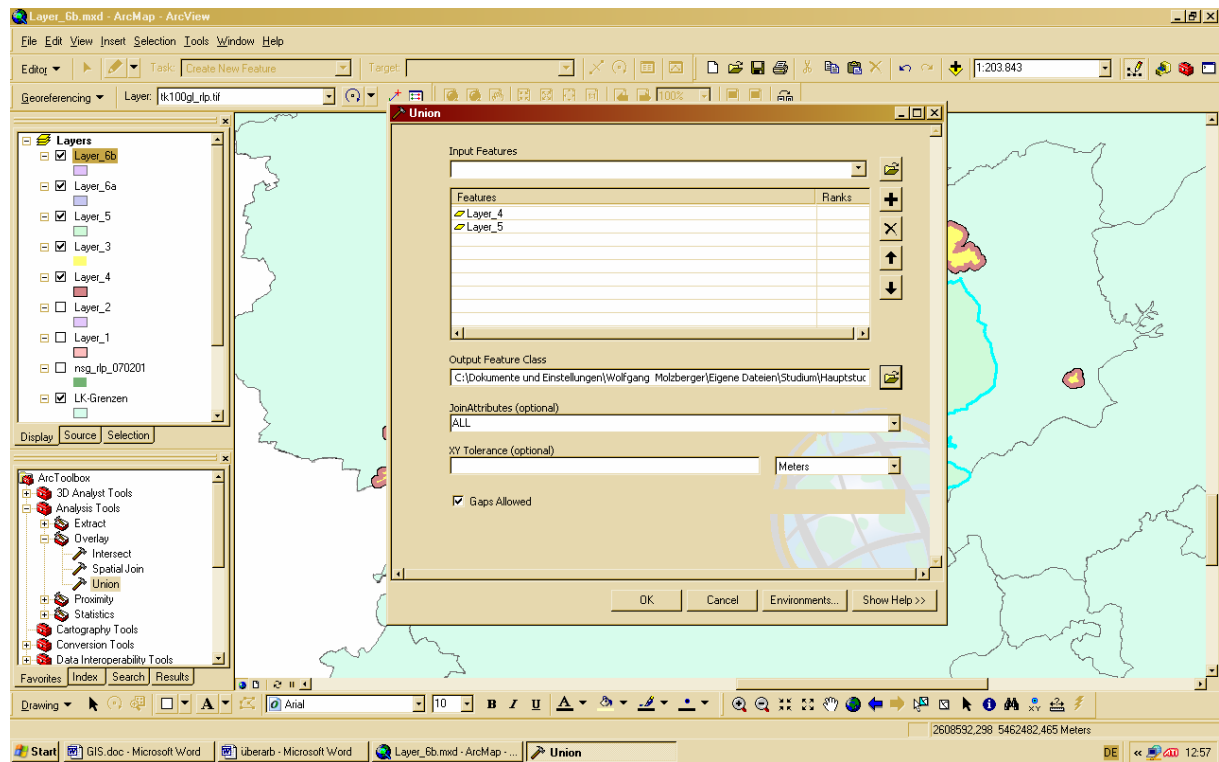 Layer_6b.mxd - ArcMap - ArcView
File Edit View Insert Selection Tools Window Help
Editor Task: Create New Feature Target: 1:203.843
Georeferencing Layer: tk100gl_rlp.tif 100%
Layers
Layer_6b
Layer_6a
Layer_5
Layer_3
Layer_4
Layer_2
Layer_1
nsg_rlp_070201
LK-Grenzen
Display Source Selection
ArcToolbox
3D Analyst Tools
Analysis Tools
Extract
Overlay
Intersect
Spatial Join
Union
Proximity
Statistics
Cartography Tools
Conversion Tools
Data Interoperability Tools
Favorites Index Search Results
Union
Input Features
Features Ranks
Layer_4
Layer_5
Output Feature Class
C:\Dokumente und Einstellungen\Wolfgang Molzberger\Eigene Dateien\Studium\Hauptstuc
JoinAttributes (optional)
ALL
XY Tolerance (optional)
Meters
Gaps Allowed
OK Cancel Environments... Show Help >>
Drawing A Arial 10 B I U A
2608592,298 5462482,465 Meters
Start GIS.doc - Microsoft Word überarb - Microsoft Word Layer_6b.mxd - ArcMap - ... Union DE « 12:57